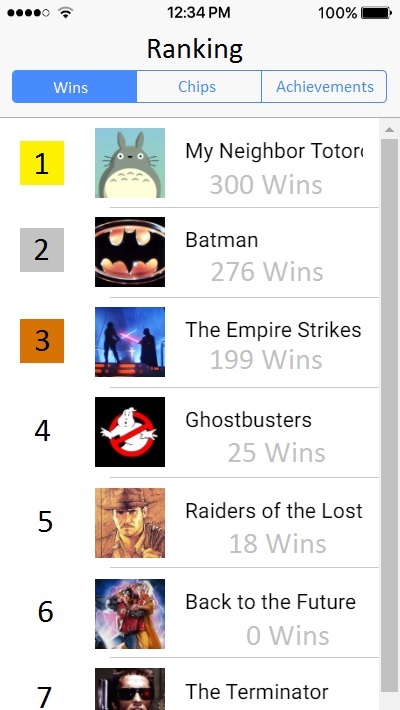 12:34 PM 100%
Ranking
Wins Chips Achievements
1 My Neighbor Totoro
300 Wins
2 Batman
276 Wins
3 The Empire Strikes
199 Wins
4 Ghostbusters
25 Wins
5 Raiders of the Lost
18 Wins
6 Back to the Future
0 Wins
7 The Terminator